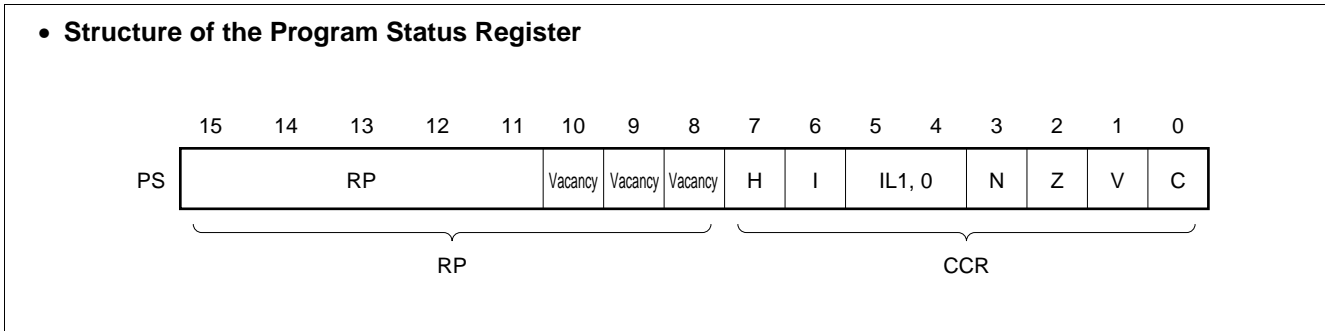 • Structure of the Program Status Register
15 14 13 12 11 10 9 8 7 6 5 4 3 2 1 0
PS RP Vacancy Vacancy Vacancy H I IL1, 0 N Z V C
RP CCR